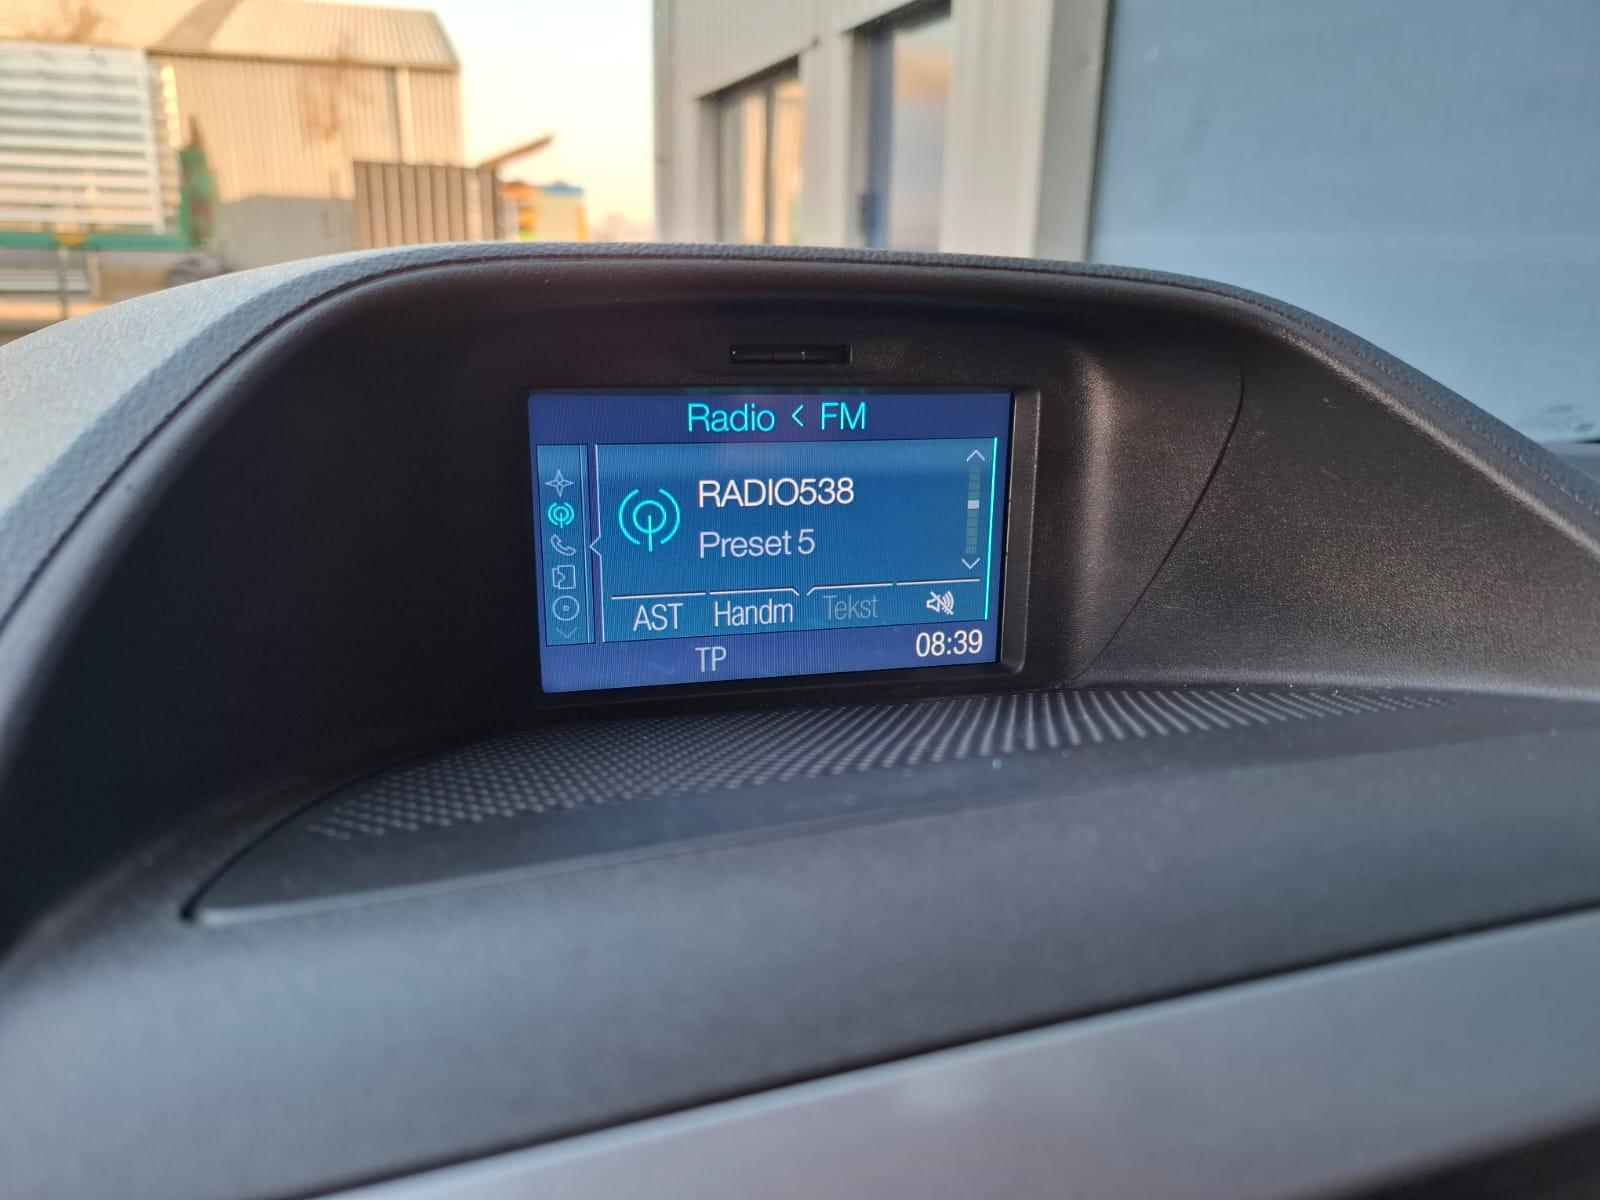 Radio < FM
RADIO538
Preset 5
AST Handm Tekst
TP 08:39